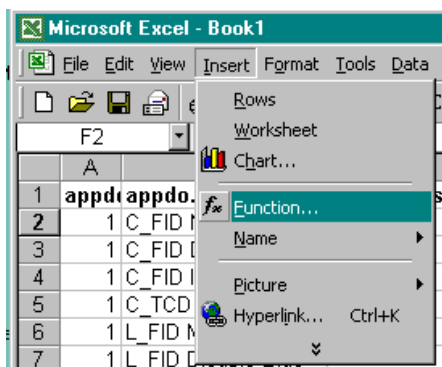 Microsoft Excel - Book1
File Edit View Insert Format Tools Data
F2
Rows
Worksheet
Chart...
Function...
Name
Picture
Hyperlink... Ctrl+K
A
1 appdo.
2 1 C_FID
3 1 C_FID
4 1 C_FID
5 1 C_TCD
6 1 L_FID
7 1 L_FID